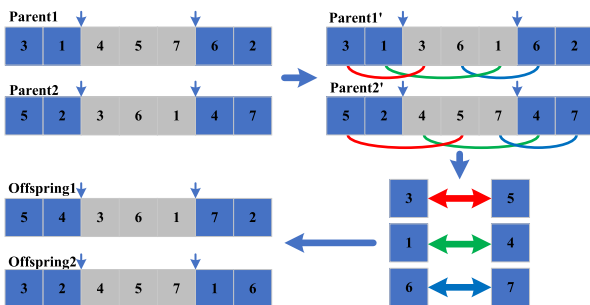 Parent1
3 1 4 5 7 6 2
Parent2
5 2 3 6 1 4 7
Parent1'
3 1 3 6 1 6 2
Parent2'
5 2 4 5 7 4 7
3 5
1 4
6 7
Offspring1
5 4 3 6 1 7 2
Offspring2
3 2 4 5 7 1 6